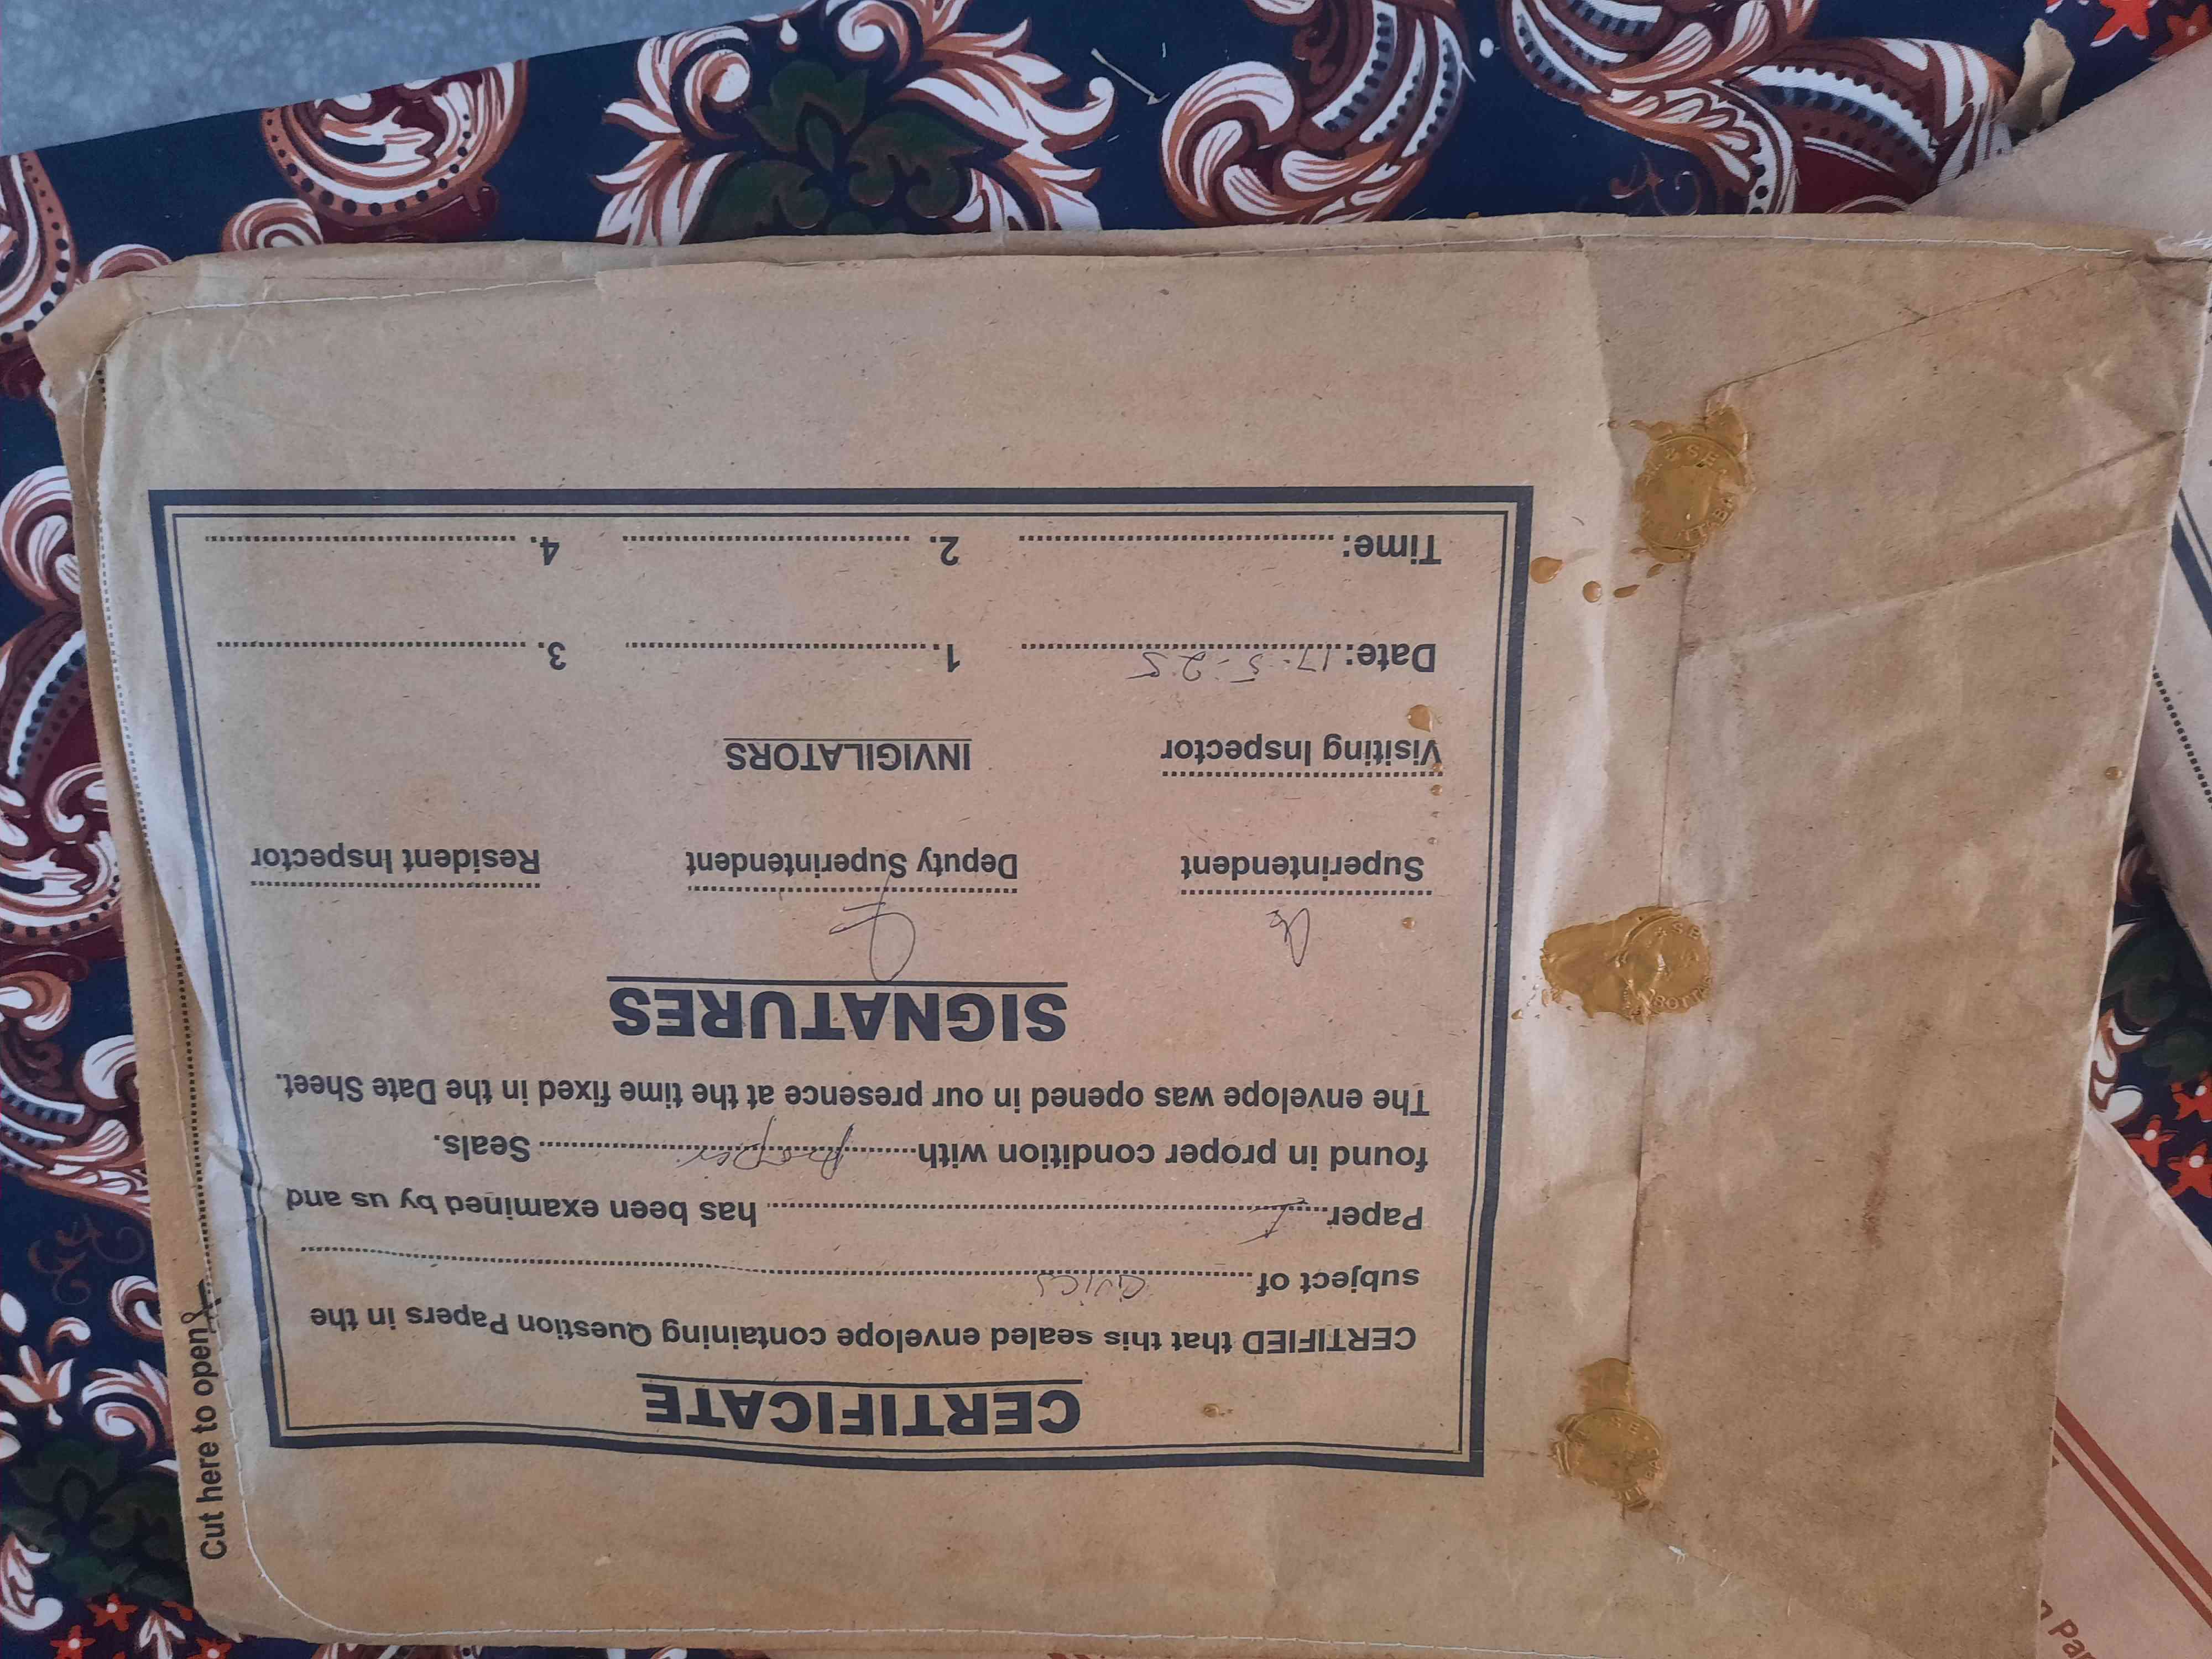 CERTIFICATE
CERTIFIED that this sealed envelope containing Question Papers in the
subject of civics
Paper I has been examined by us and
found in proper condition with proper Seals.
The envelope was opened in our presence at the time fixed in the Date Sheet.
SIGNATURES
Superintendent Deputy Superintendent Resident Inspector
Visiting Inspector INVIGILATORS
Date: 17-5-25 1. 3.
Time: 2. 4.
Cut here to open